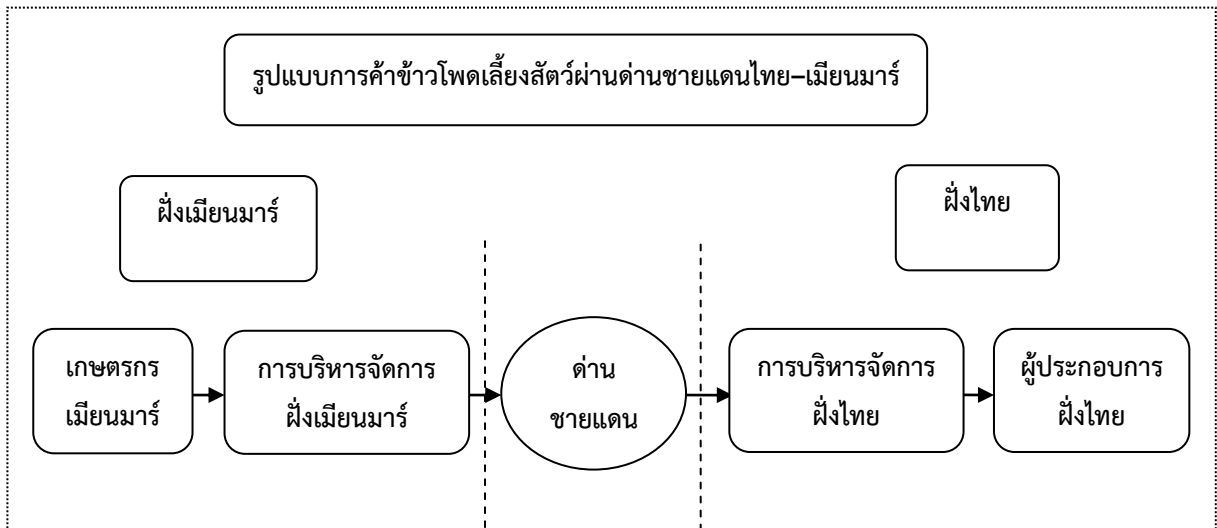 รูปแบบการค้าข้าวโพดเลี้ยงสัตว์ผ่านด่านชายแดนไทย–เมียนมาร์
ฝั่งเมียนมาร์
ฝั่งไทย
เกษตรกร
เมียนมาร์
การบริหารจัดการ
ฝั่งเมียนมาร์
ด่าน
ชายแดน
การบริหารจัดการ
ฝั่งไทย
ผู้ประกอบการ
ฝั่งไทย